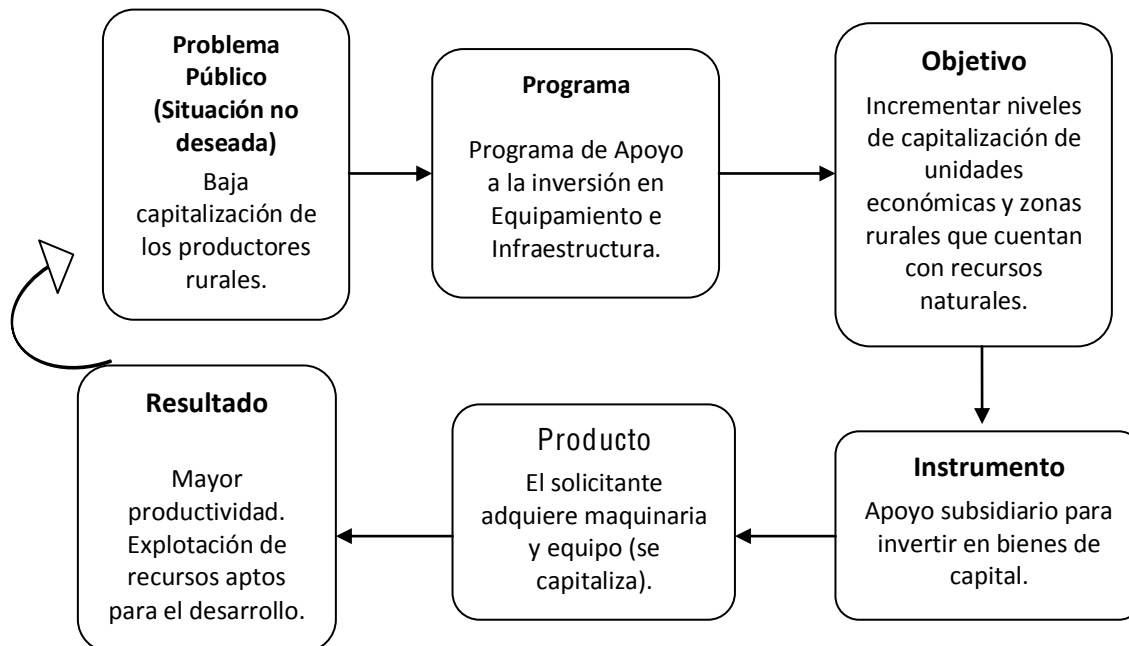 Problema
Público
(Situación no
deseada)
Baja
capitalización de
los productores
rurales.
Programa
Programa de Apoyo
a la inversión en
Equipamiento e
Infraestructura.
Objetivo
Incrementar niveles
de capitalización de
unidades
económicas y zonas
rurales que cuentan
con recursos
naturales.
Instrumento
Apoyo subsidiario para
invertir en bienes de
capital.
Producto
El solicitante
adquiere maquinaria
y equipo (se
capitaliza).
Resultado
Mayor
productividad.
Explotación de
recursos aptos
para el desarrollo.